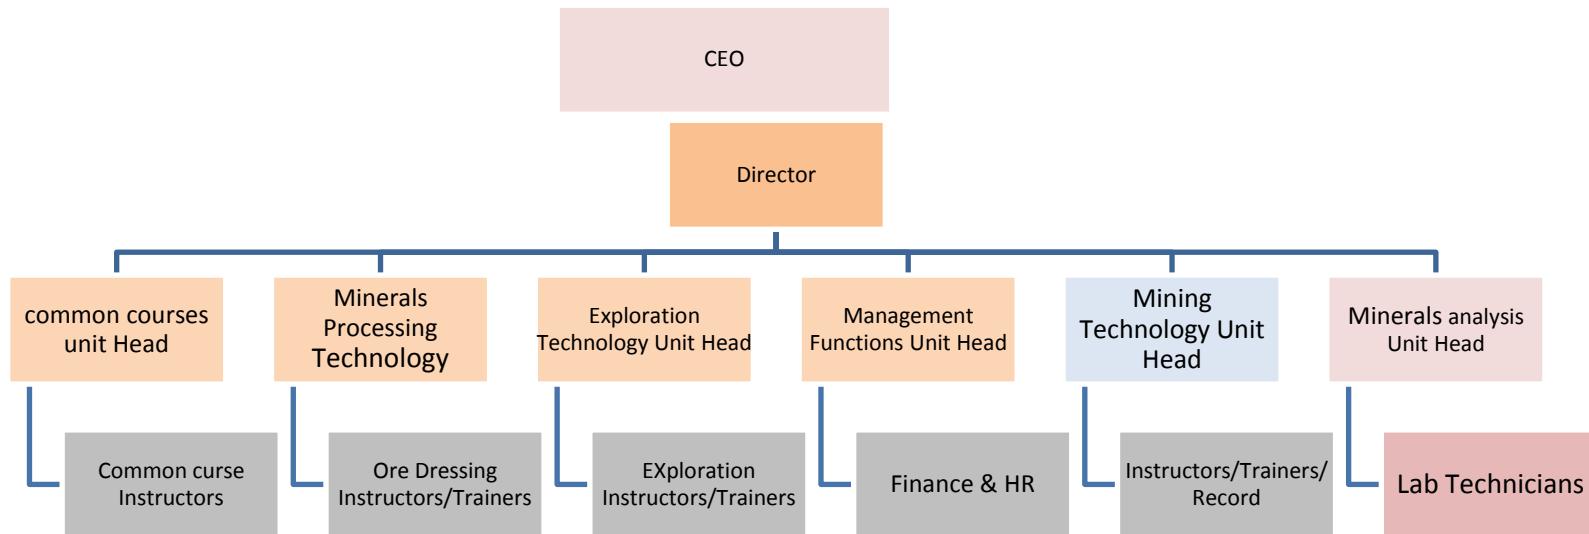 CEO
Director
common courses
unit Head
Minerals
Processing
Technology
Exploration
Technology Unit Head
Management
Functions Unit Head
Mining
Technology Unit
Head
Minerals analysis
Unit Head
Common curse
Instructors
Ore Dressing
Instructors/Trainers
EXploration
Instructors/Trainers
Finance & HR
Instructors/Trainers/
Record
Lab Technicians